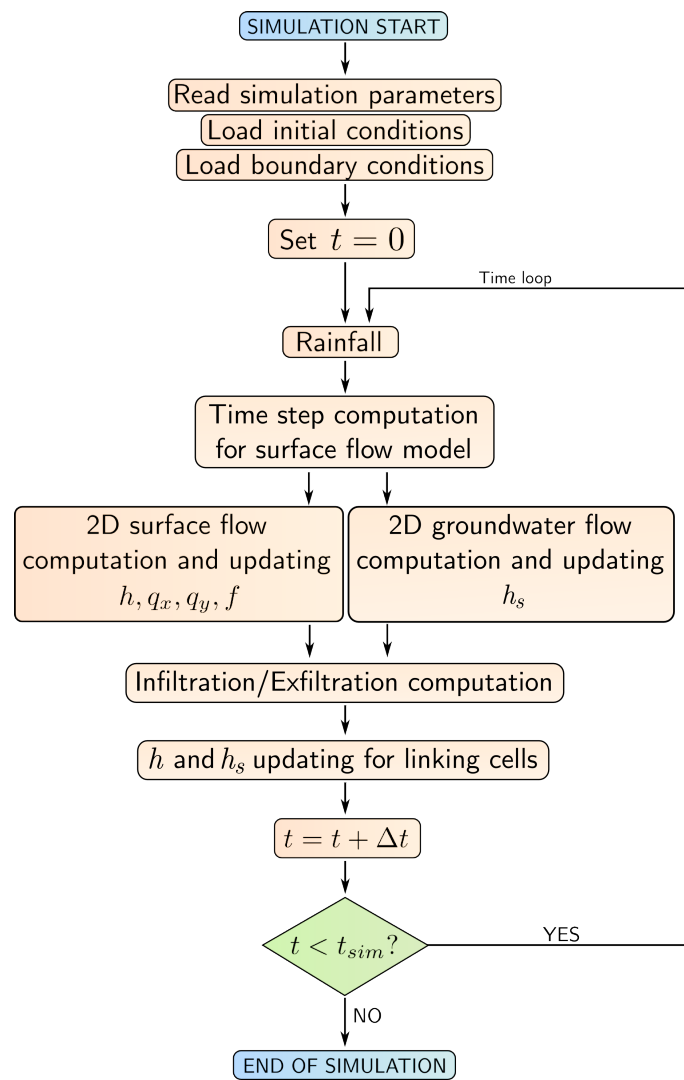 SIMULATION START
Read simulation parameters
Load initial conditions
Load boundary conditions
Set t = 0
Time loop
Rainfall
Time step computation
for surface flow model
2D surface flow
computation and updating
h, q_x, q_y, f
2D groundwater flow
computation and updating
h_s
Infiltration/Exfiltration computation
h and h_s updating for linking cells
t = t + Δt
t < t_{sim}?
YES
NO
END OF SIMULATION